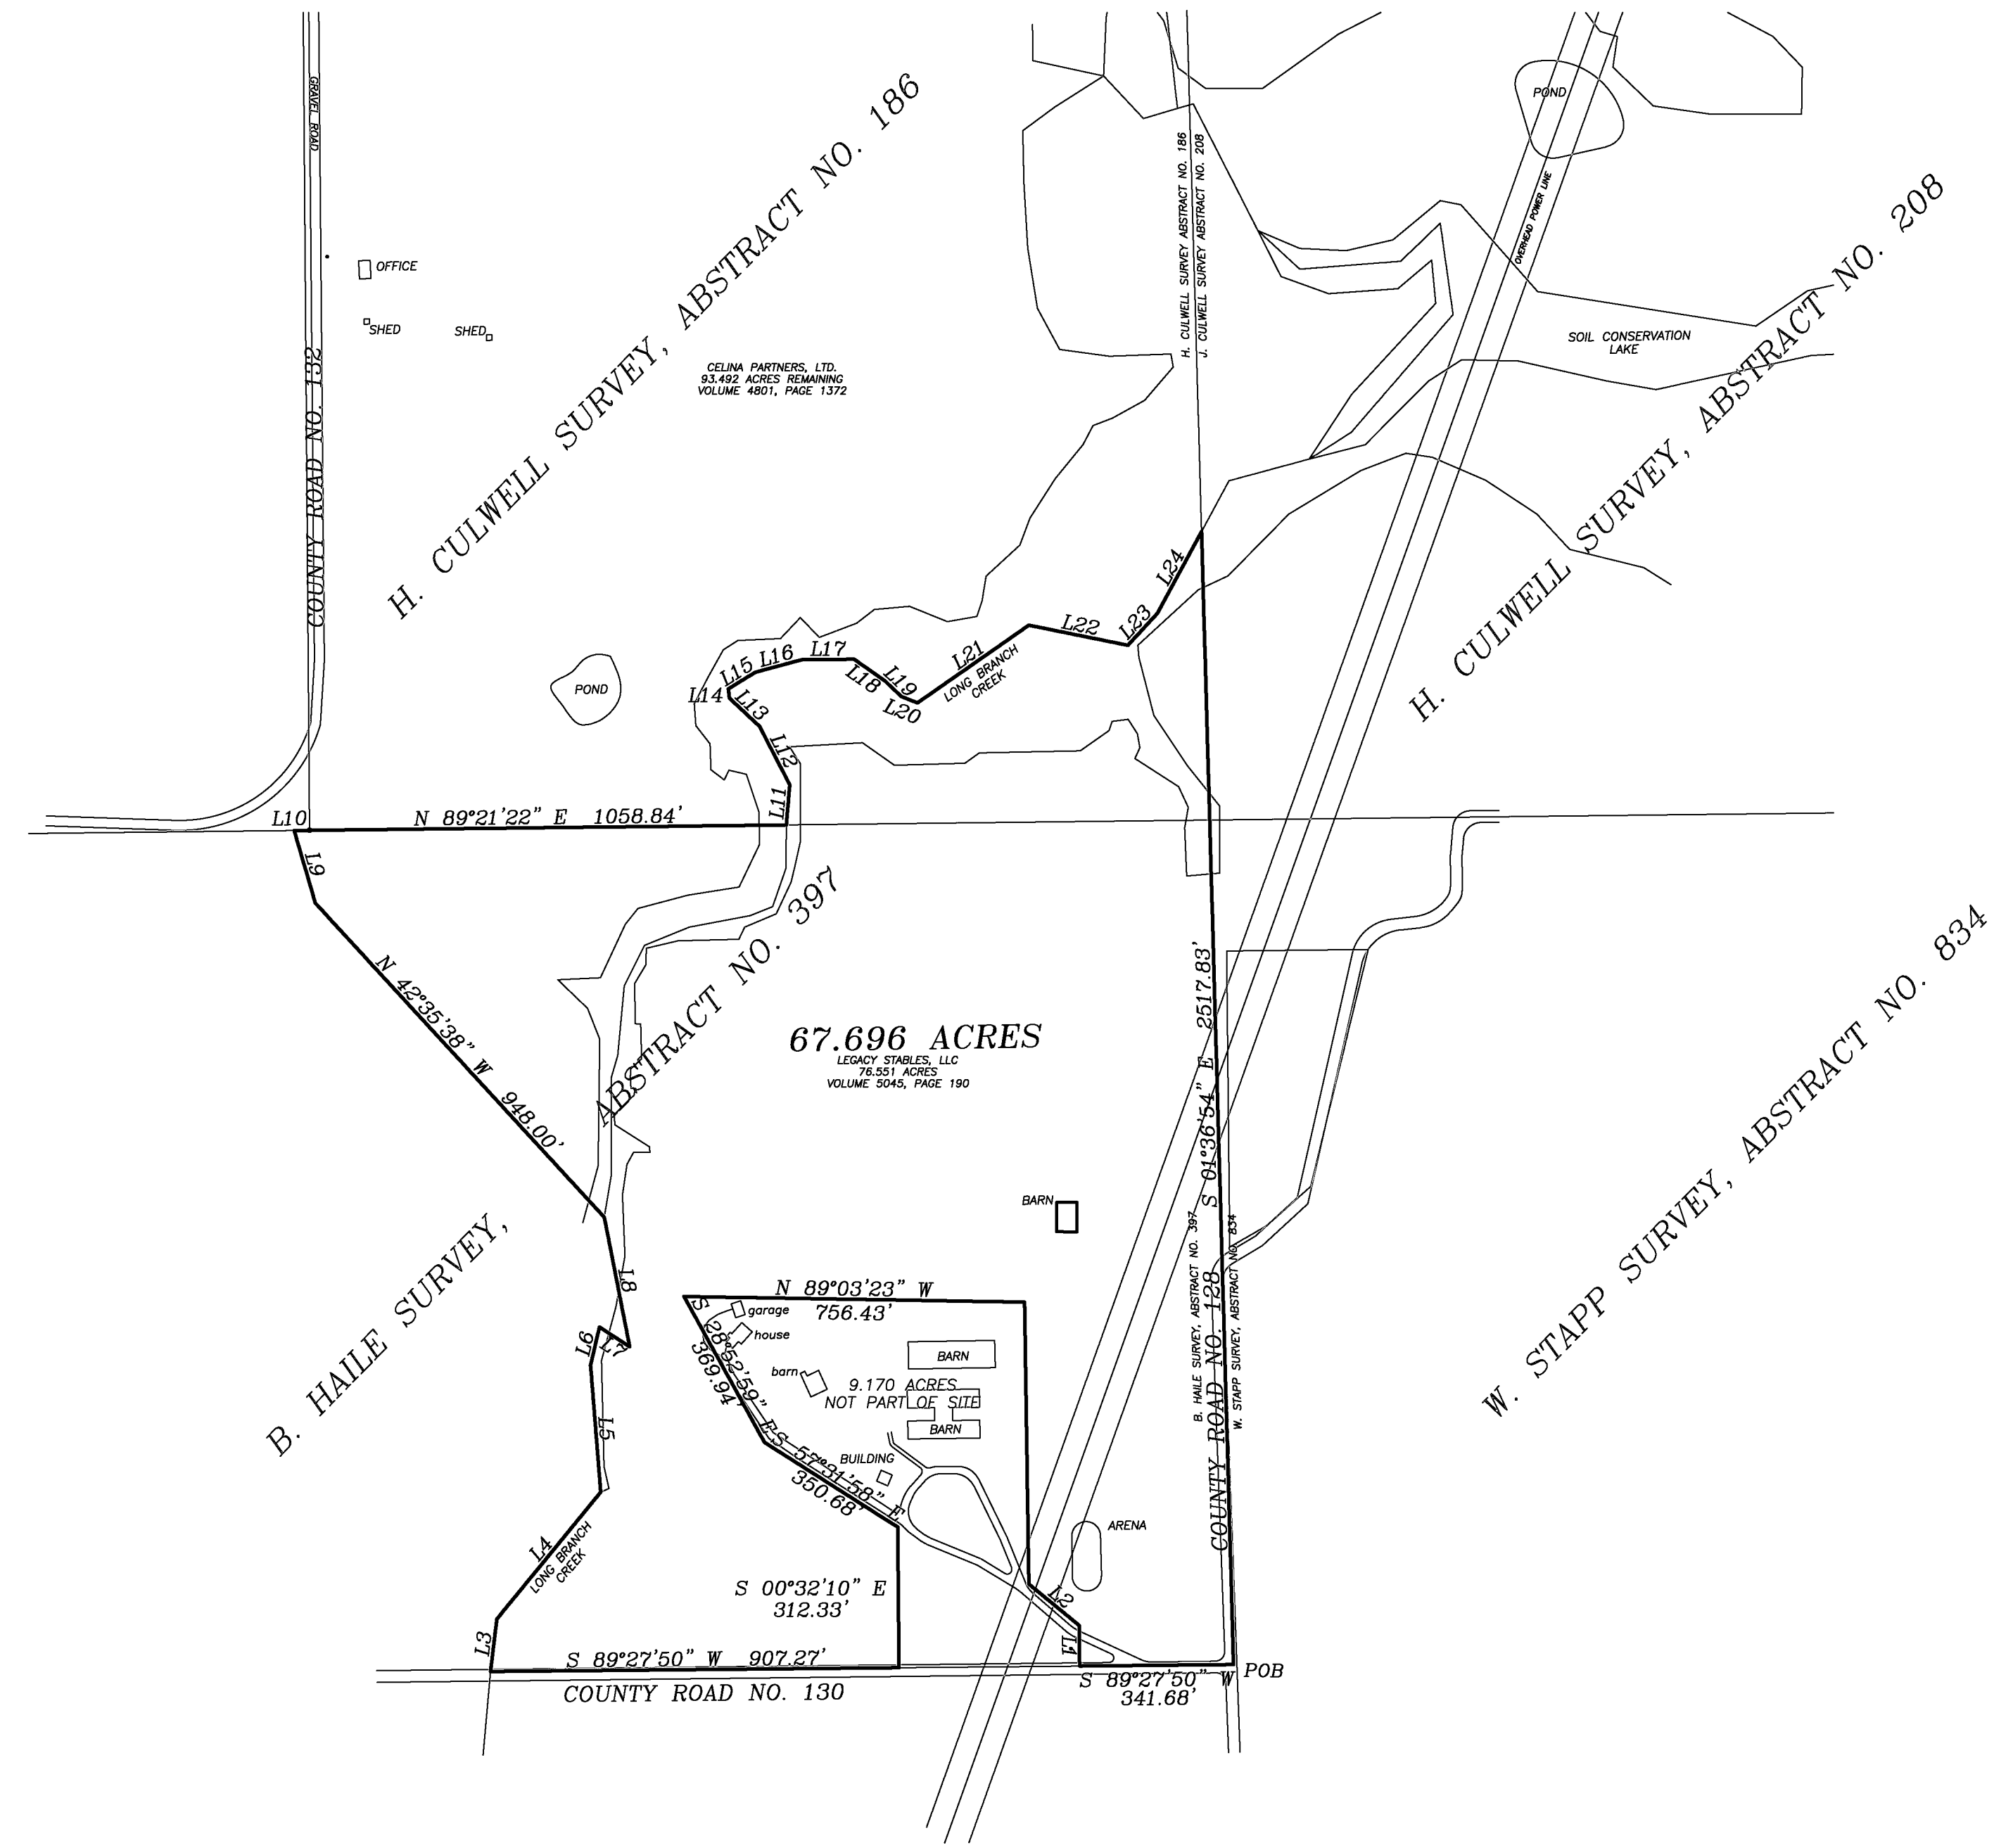 GRAVEL ROAD
COUNTY ROAD NO. 132
OFFICE
SHED
SHED
H. CULWELL SURVEY, ABSTRACT NO. 186
CELINA PARTNERS, LTD.
93.492 ACRES REMAINING
VOLUME 4801, PAGE 1372
H. CULWELL SURVEY ABSTRACT NO. 186
J. CULWELL SURVEY ABSTRACT NO. 208
POND
OVERHEAD POWER LINE
SOIL CONSERVATION
LAKE
H. CULWELL SURVEY, ABSTRACT NO. 208
POND
L24
L23
L22
L21
LONG BRANCH
CREEK
L20
L19
L18
L17
L16
L15
L14
L13
L12
L11
L10
N 89°21'22" E 1058.84'
L9
N 42°35'38" W 948.00'
B. HAILE SURVEY, ABSTRACT NO. 397
67.696 ACRES
LEGACY STABLES, LLC
76.551 ACRES
VOLUME 5045, PAGE 190
S 01°36'54" E 2517.83'
W. STAPP SURVEY, ABSTRACT NO. 834
BARN
B. HAILE SURVEY, ABSTRACT NO. 397
W. STAPP SURVEY, ABSTRACT NO. 834
COUNTY ROAD NO. 128
L8
L7
L6
L5
L4
LONG BRANCH
CREEK
L3
N 89°03'23" W
756.43'
garage
house
barn
S 28°52'59" E
369.94'
BARN
9.170 ACRES
NOT PART OF SITE
BARN
BUILDING
S 57°31'58" E
350.68'
ARENA
L2
L1
S 00°32'10" E
312.33'
S 89°27'50" W 907.27'
COUNTY ROAD NO. 130
S 89°27'50" W
341.68'
POB